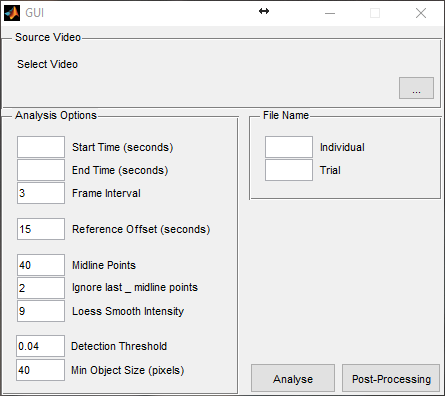 GUI
Source Video
Select Video
...
Analysis Options
Start Time (seconds)
End Time (seconds)
3 Frame Interval
15 Reference Offset (seconds)
40 Midline Points
2 Ignore last _ midline points
9 Loess Smooth Intensity
0.04 Detection Threshold
40 Min Object Size (pixels)
File Name
Individual
Trial
Analyse
Post-Processing